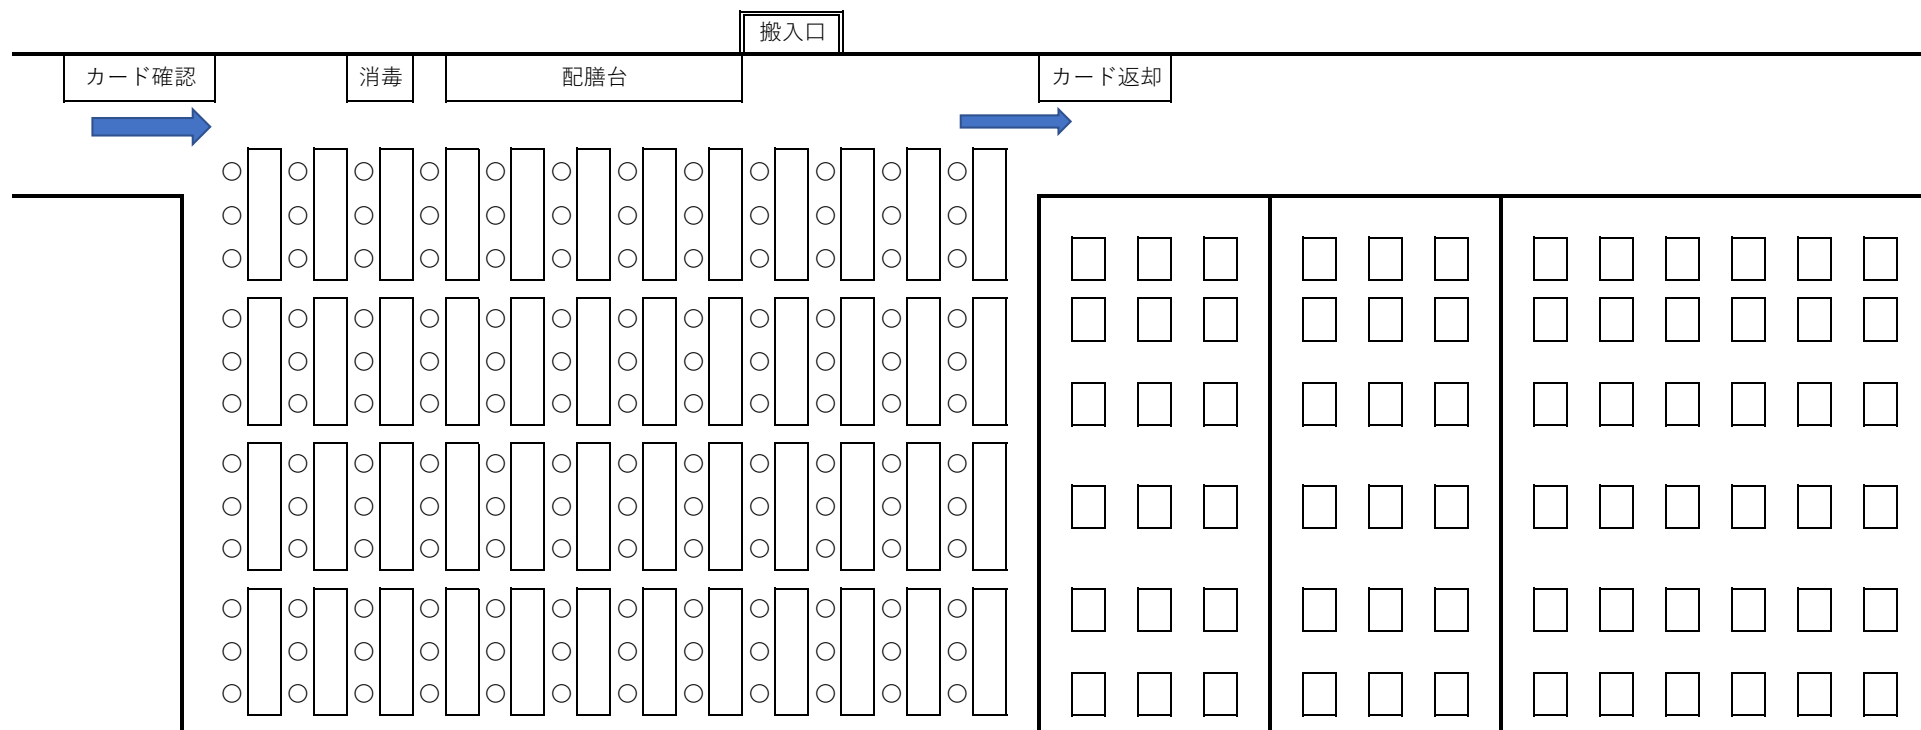 搬入口
カード確認
消毒
配膳台
カード返却